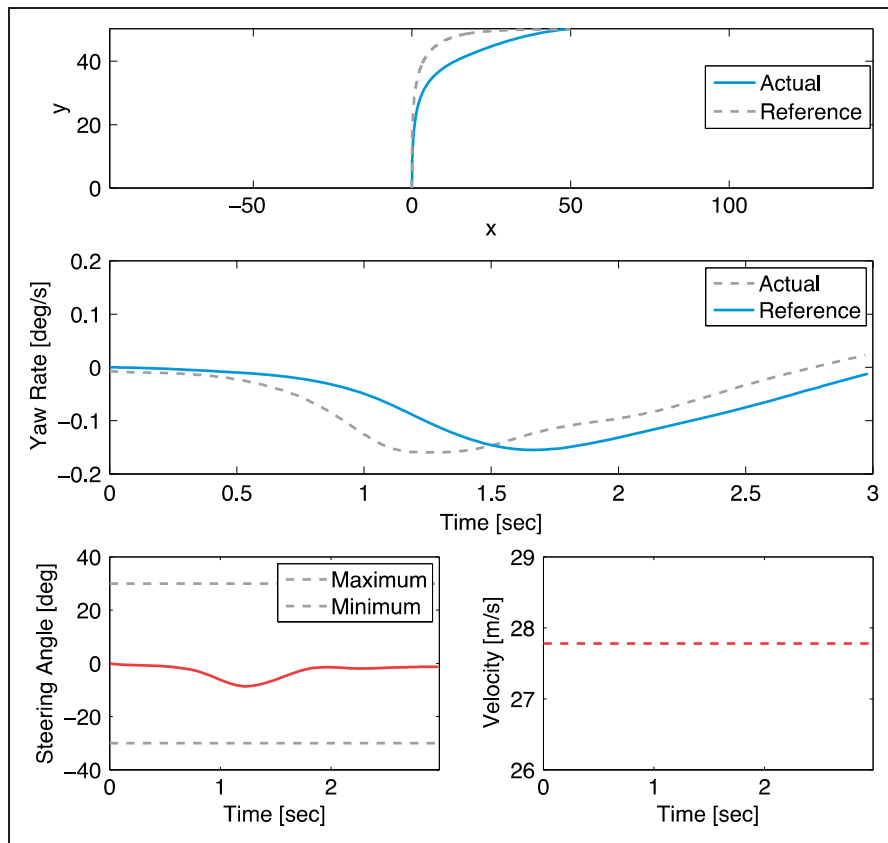 40
20
0
y
−50
0
50
100
x
Actual
Reference
0.2
0.1
0
−0.1
−0.2
Yaw Rate [deg/s]
0
0.5
1
1.5
2
2.5
3
Time [sec]
Actual
Reference
40
20
0
−20
−40
Steering Angle [deg]
0
1
2
Time [sec]
Maximum
Minimum
29
28
27
26
Velocity [m/s]
0
1
2
Time [sec]